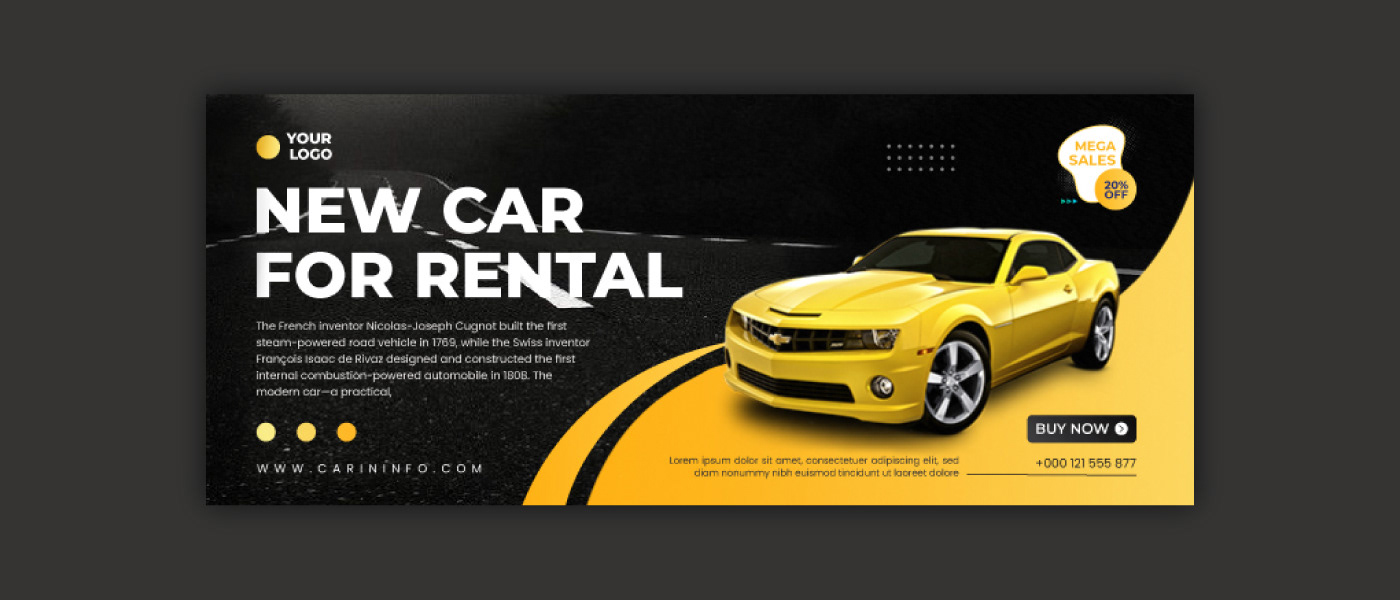 YOUR
LOGO
MEGA
SALES
20%
OFF
NEW CAR
FOR RENTAL
The French inventor Nicolas-Joseph Cugnot built the first
steam-powered road vehicle in 1769, while the Swiss inventor
François Isaac de Rivaz designed and constructed the first
internal combustion-powered automobile in 1808. The
modern car—a practical,
WWW.CARININFO.COM
BUY NOW
Lorem ipsum dolor sit amet, consectetuer adipiscing elit, sed
diam nonummy nibh euismod tincidunt ut laoreet dolore
+000 121 555 877